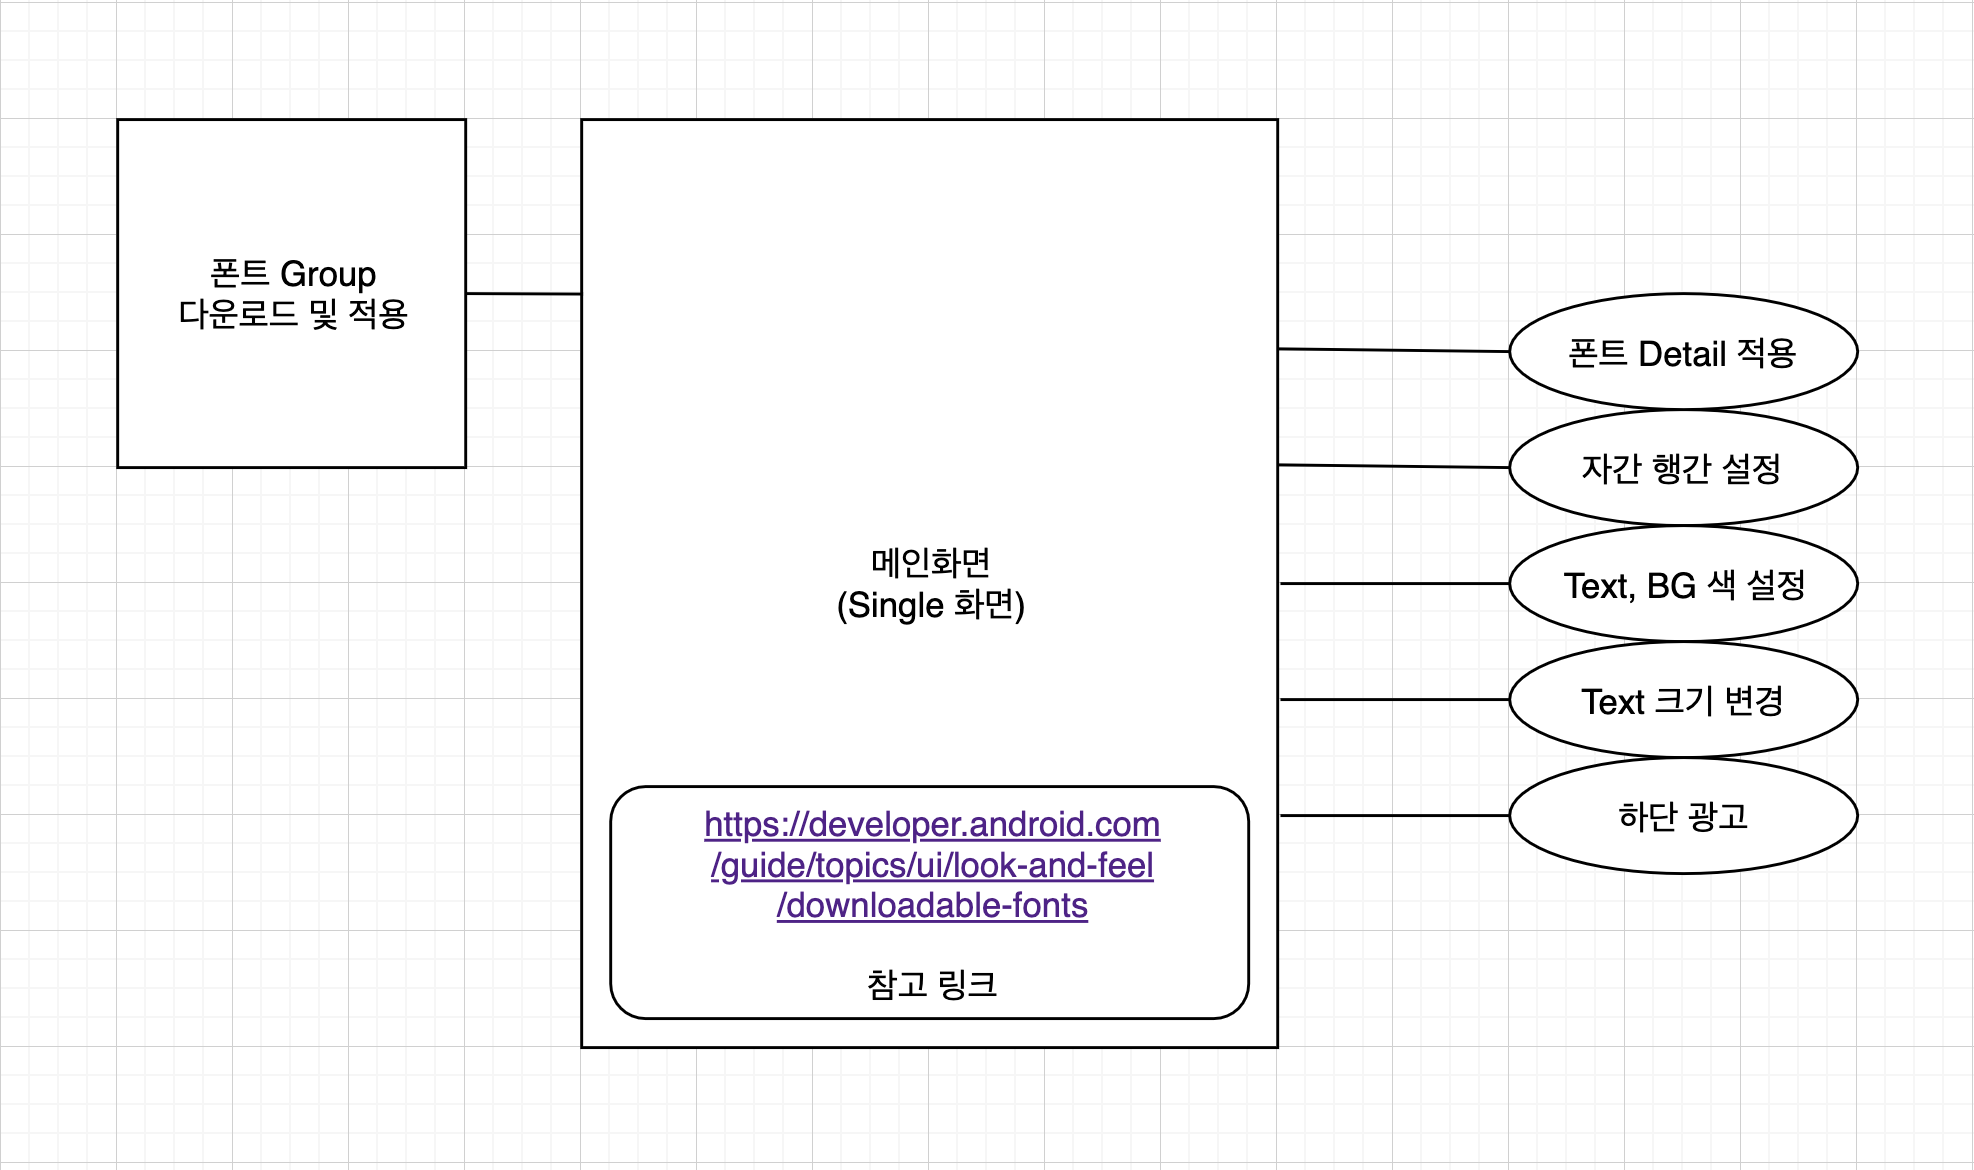 폰트 Group
다운로드 및 적용
메인화면
(Single 화면)
https://developer.android.com
/guide/topics/ui/look-and-feel
/downloadable-fonts
참고 링크
폰트 Detail 적용
자간 행간 설정
Text, BG 색 설정
Text 크기 변경
하단 광고